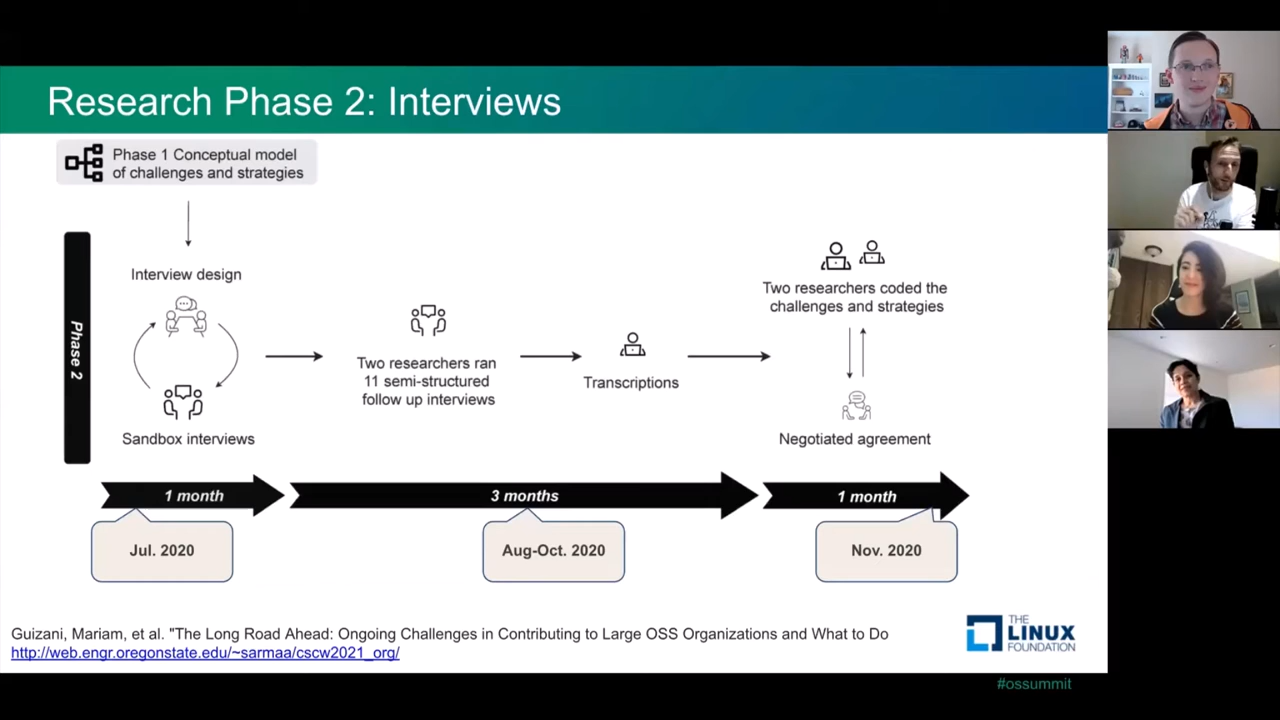 Research Phase 2: Interviews
Phase 1 Conceptual model
of challenges and strategies
Phase 2
Interview design
Sandbox interviews
Two researchers ran
11 semi-structured
follow up interviews
Transcriptions
Two researchers coded the
challenges and strategies
Negotiated agreement
1 month
3 months
1 month
Jul. 2020
Aug-Oct. 2020
Nov. 2020
Guizani, Mariam, et al. "The Long Road Ahead: Ongoing Challenges in Contributing to Large OSS Organizations and What to Do
http://web.engr.oregonstate.edu/~sarmaa/cscw2021_org/
THE
LINUX
FOUNDATION
#ossummit